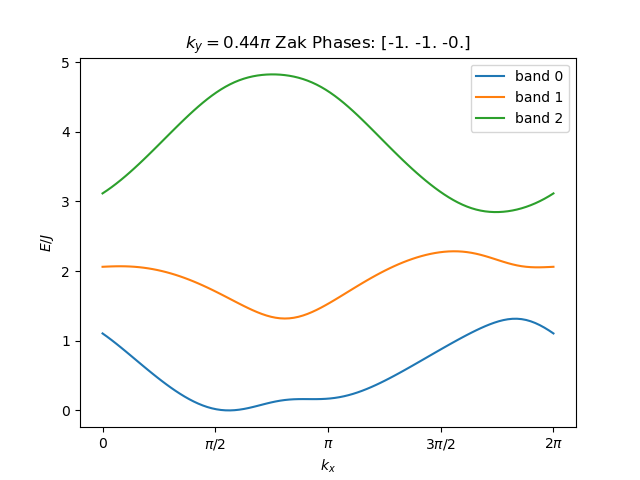 $k_y = 0.44\pi$ Zak Phases: [-1. -1. -0.]
band 0
band 1
band 2
5
4
3
2
1
0
E/J
0 π/2 π 3π/2 2π
$k_x$